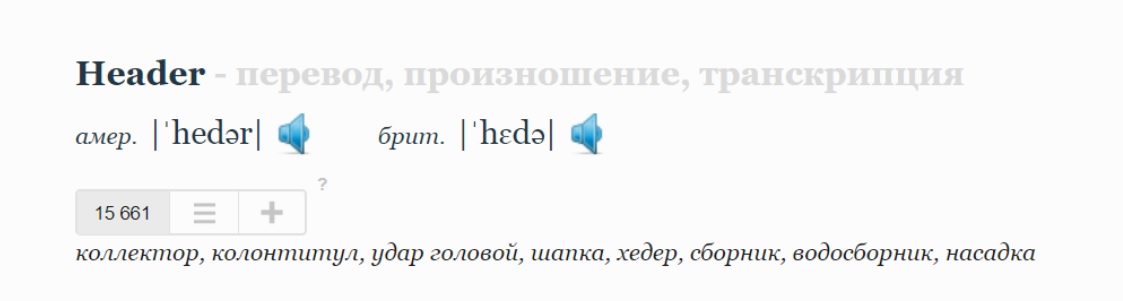 Header - перевод, произношение, транскрипция
амер. |ˈhedər| брит. |ˈhɛdə|
?
15 661
коллектор, колонтитул, удар головой, шапка, хедер, сборник, водосборник, насадка